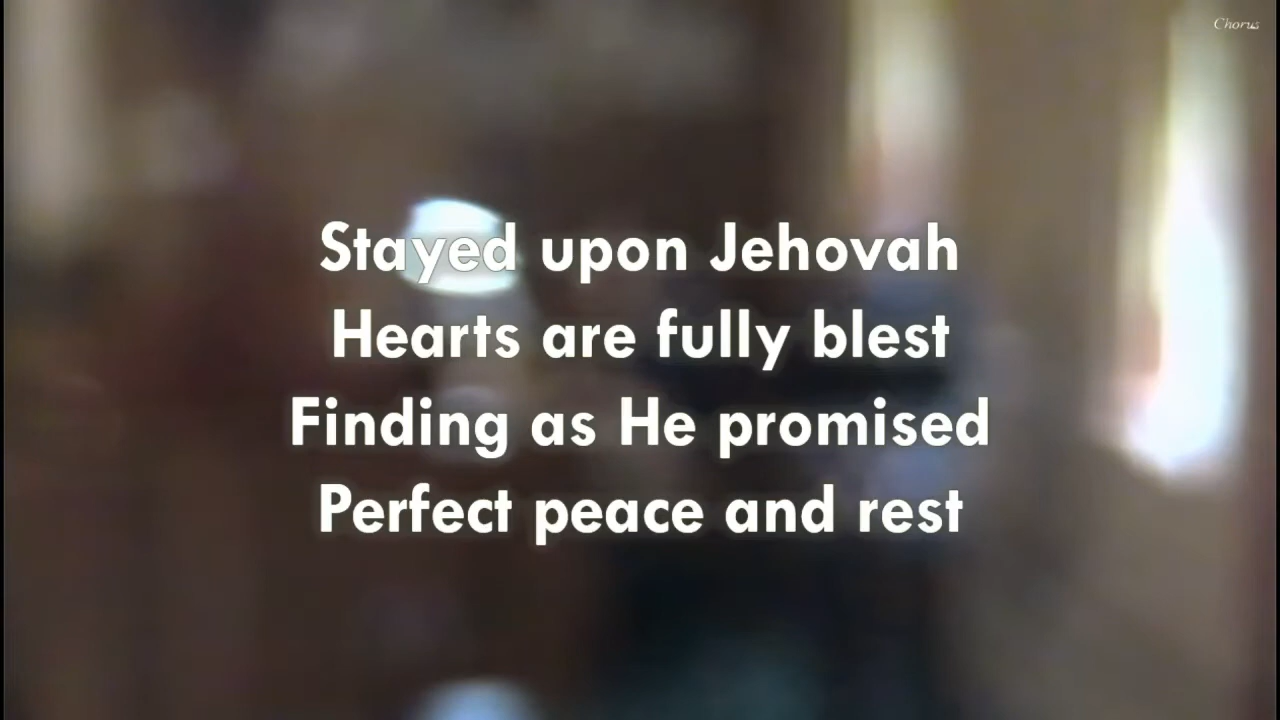 Chorus
Stayed upon Jehovah
Hearts are fully blest
Finding as He promised
Perfect peace and rest